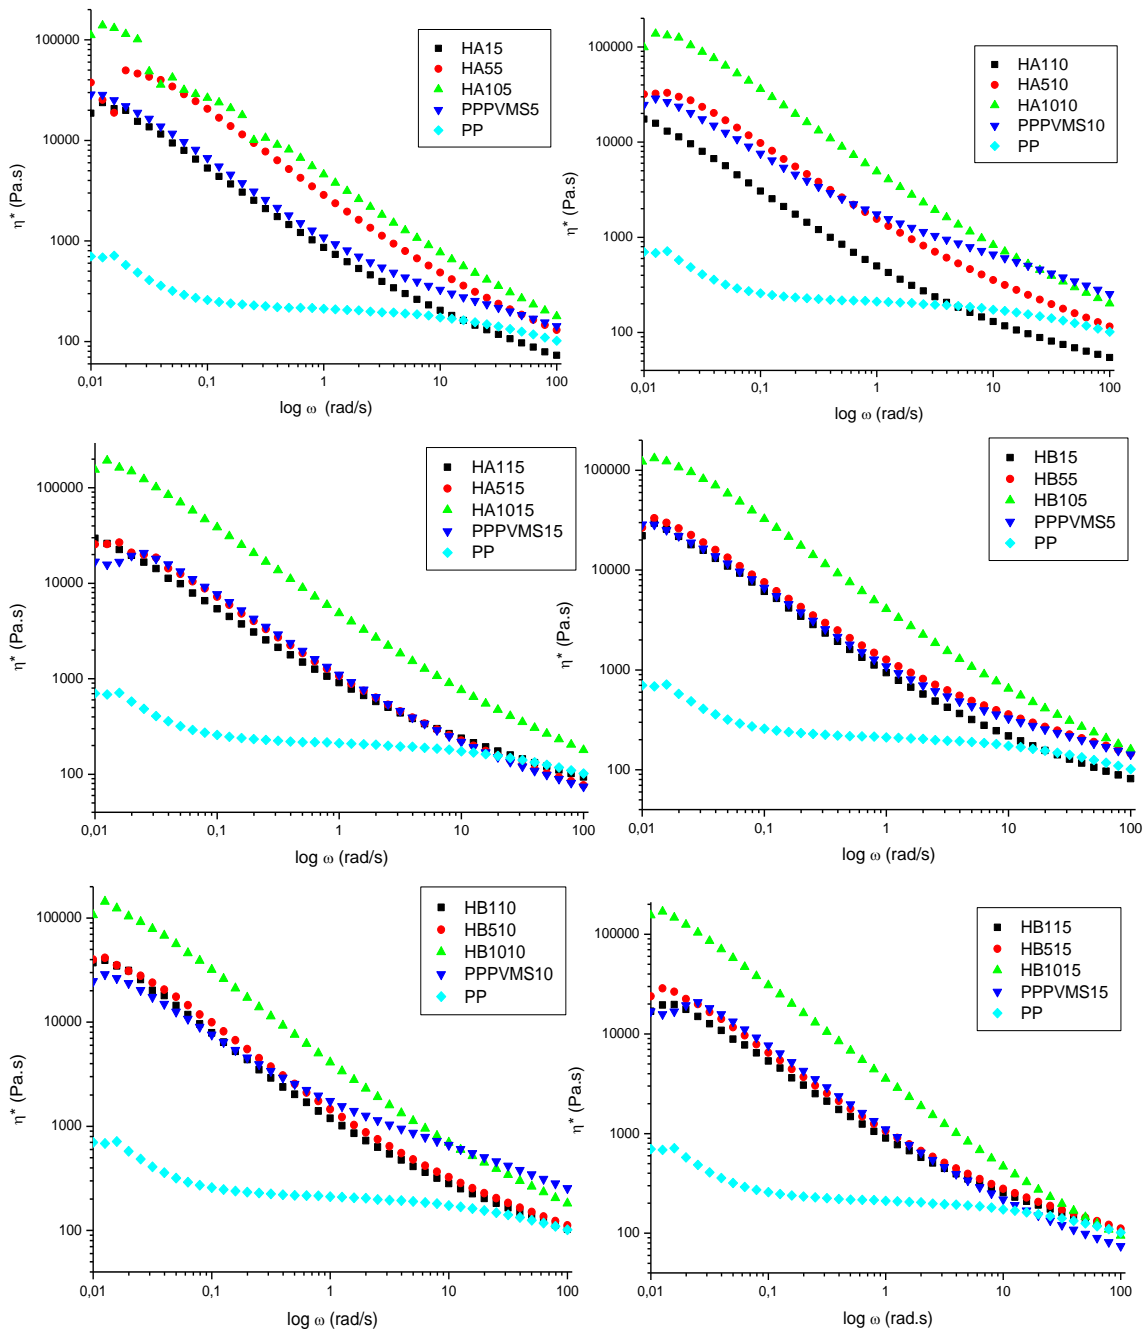 HA15
HA55
HA105
PPPVMS5
PP
100000
10000
1000
100
η* (Pa.s)
0,01 0,1 1 10 100
log ω (rad/s)
HA110
HA510
HA1010
PPPVMS10
PP
100000
10000
1000
100
η* (Pa.s)
0,01 0,1 1 10 100
log ω (rad/s)
HA115
HA515
HA1015
PPPVMS15
PP
100000
10000
1000
100
η* (Pa.s)
0,01 0,1 1 10 100
log ω (rad/s)
HB15
HB55
HB105
PPPVMS5
PP
100000
10000
1000
100
η* (Pa.s)
0,01 0,1 1 10 100
log ω (rad/s)
HB110
HB510
HB1010
PPPVMS10
PP
100000
10000
1000
100
η* (Pa.s)
0,01 0,1 1 10 100
log ω (rad/s)
HB115
HB515
HB1015
PPPVMS15
PP
100000
10000
1000
100
η* (Pa.s)
0,01 0,1 1 10 100
log ω (rad.s)